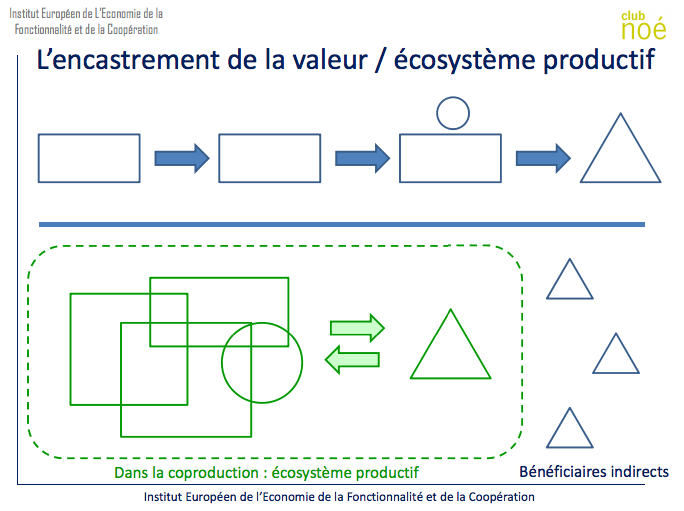 Institut Européen de L'Economie de la
Fonctionnalité et de la Coopération
club
noé
L'encastrement de la valeur / écosystème productif
Dans la coproduction : écosystème productif
Bénéficiaires indirects
Institut Européen de l'Economie de la Fonctionnalité et de la Coopération